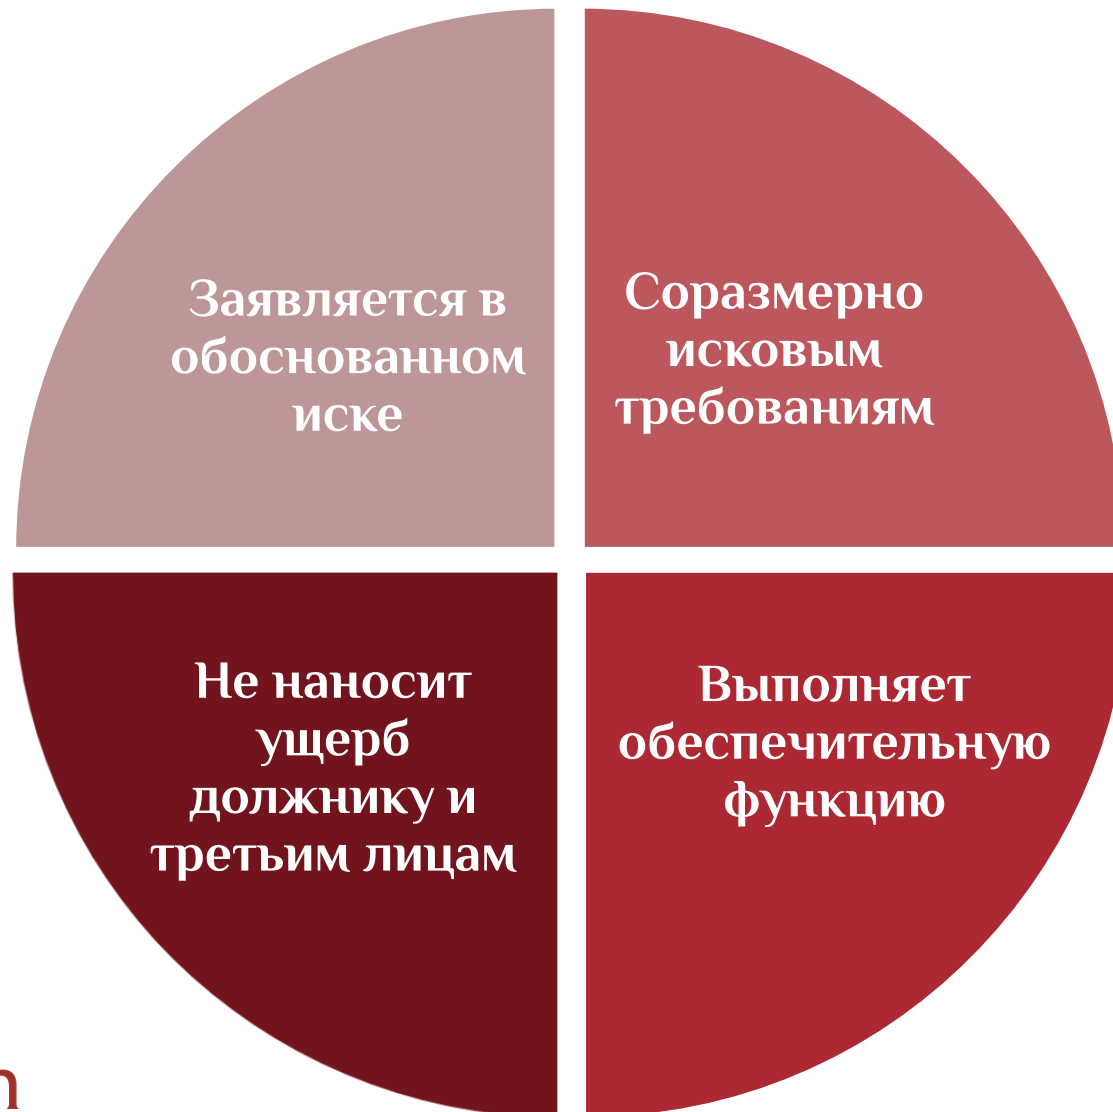 Заявляется в
обоснованном
иске
Соразмерно
исковым
требованиям
Не наносит
ущерб
должнику и
третьим лицам
Выполняет
обеспечительную
функцию